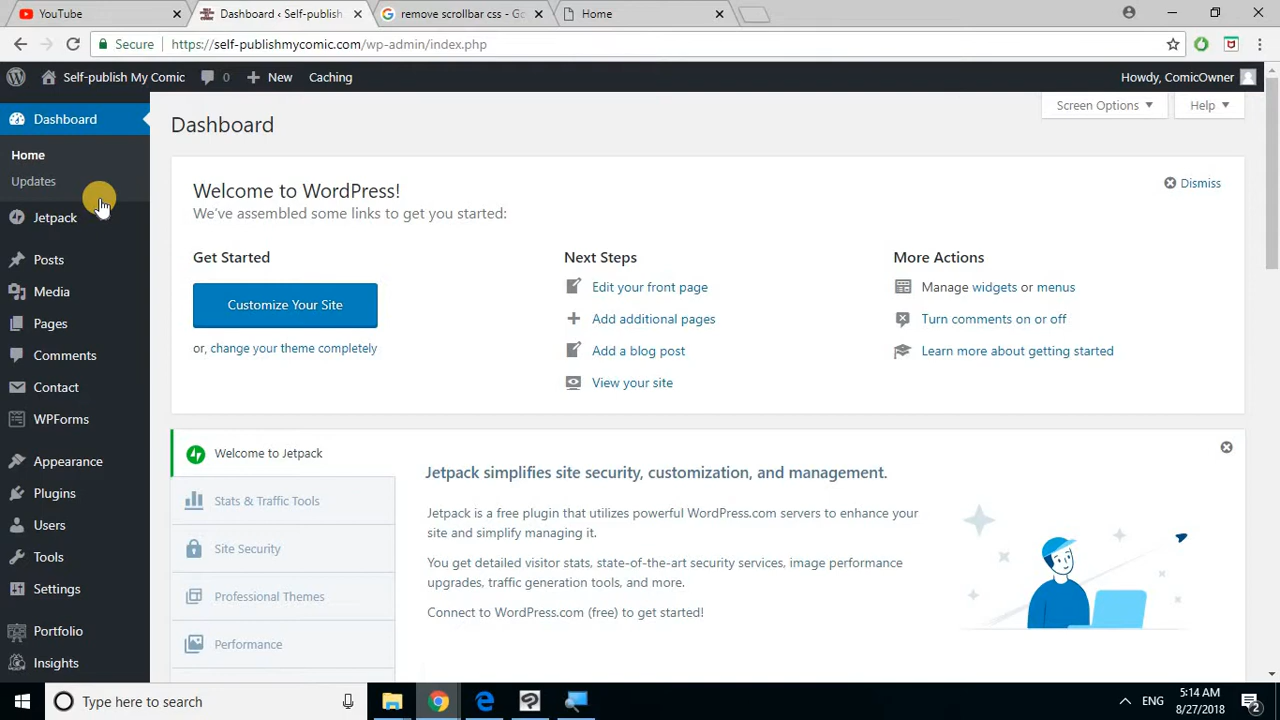 YouTube
Dashboard ‹ Self-publish
remove scrollbar css - Go
Home
Secure
https://self-publishmycomic.com/wp-admin/index.php
Self-publish My Comic
0
New
Caching
Howdy, ComicOwner
Dashboard
Home
Updates
Jetpack
Posts
Media
Pages
Comments
Contact
WPForms
Appearance
Plugins
Users
Tools
Settings
Portfolio
Insights
Dashboard
Screen Options
Help
Welcome to WordPress!
We've assembled some links to get you started:
Dismiss
Get Started
Customize Your Site
or, change your theme completely
Next Steps
Edit your front page
Add additional pages
Add a blog post
View your site
More Actions
Manage widgets or menus
Turn comments on or off
Learn more about getting started
Welcome to Jetpack
Stats & Traffic Tools
Site Security
Professional Themes
Performance
Jetpack simplifies site security, customization, and management.
Jetpack is a free plugin that utilizes powerful WordPress.com servers to enhance your
site and simplify managing it.
You get detailed visitor stats, state-of-the-art security services, image performance
upgrades, traffic generation tools, and more.
Connect to WordPress.com (free) to get started!
Type here to search
ENG
5:14 AM
8/27/2018
2